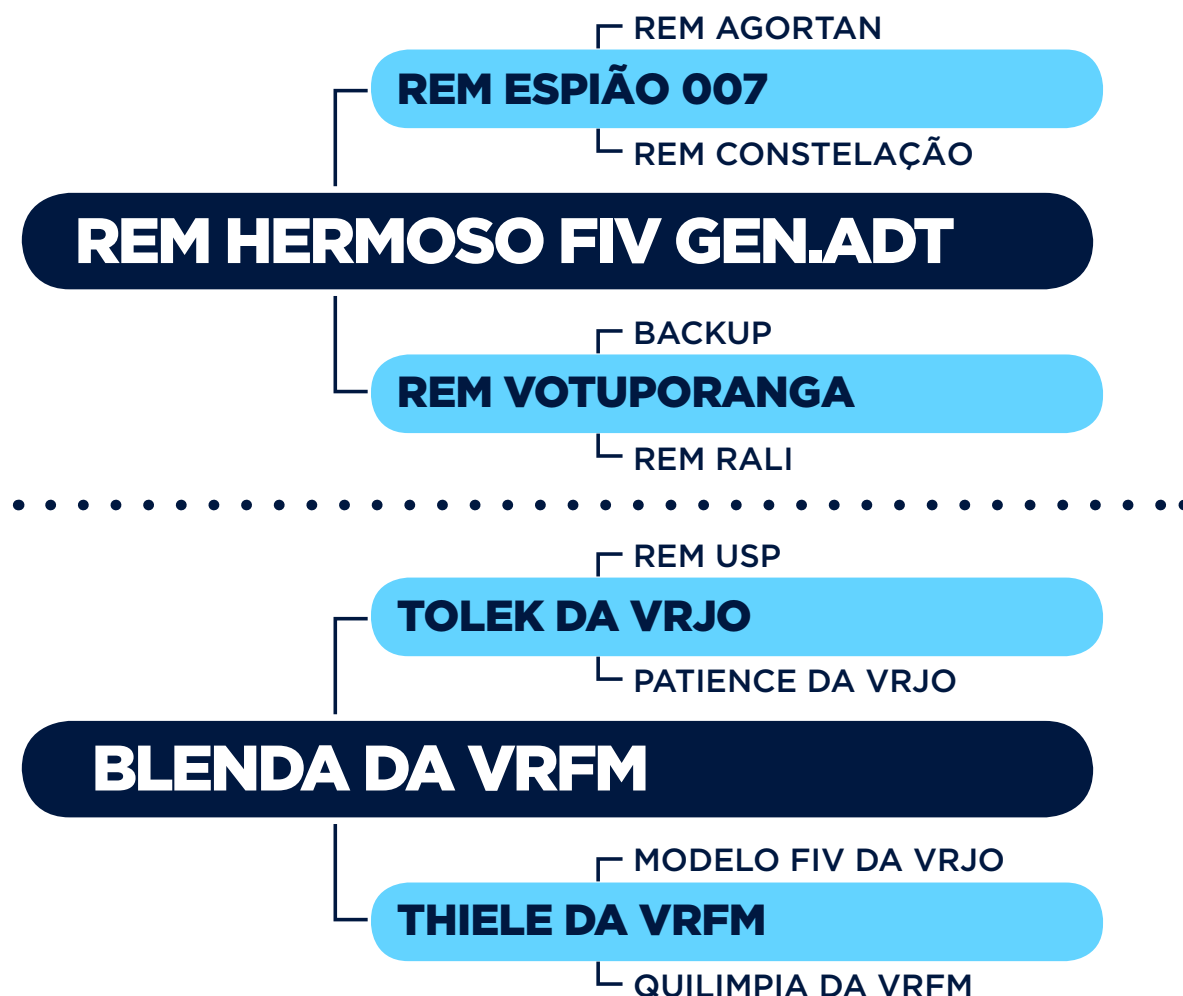 REM AGORTAN
REM ESPIÃO 007
REM CONSTELAÇÃO
REM HERMOSO FIV GEN.ADT
BACKUP
REM VOTUPORANGA
REM RALI
REM USP
TOLEK DA VRJO
PATIENCE DA VRJO
BLENDA DA VRFM
MODELO FIV DA VRJO
THIELE DA VRFM
QUILIMPIA DA VRFM